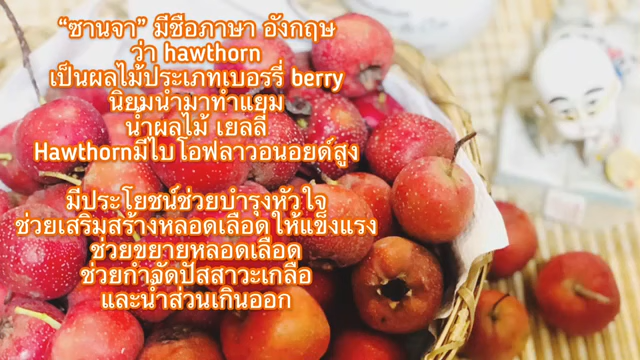 “ซานจา” มีชื่อภาษา อังกฤษ
ว่า hawthorn
เป็นผลไม้ประเภทเบอรรี่ berry
นิยมนำมาทำแยม
น้ำผลไม้ เยลลี่
Hawthornมีไบโอฟลาวอนอยด์สูง
มีประโยชน์ช่วยบำรุงหัวใจ
ช่วยเสริมสร้างหลอดเลือดให้แข็งแรง
ช่วยขยายหลอดเลือด
ช่วยกำจัดปัสสาวะเกลือ
และน้ำส่วนเกินออก